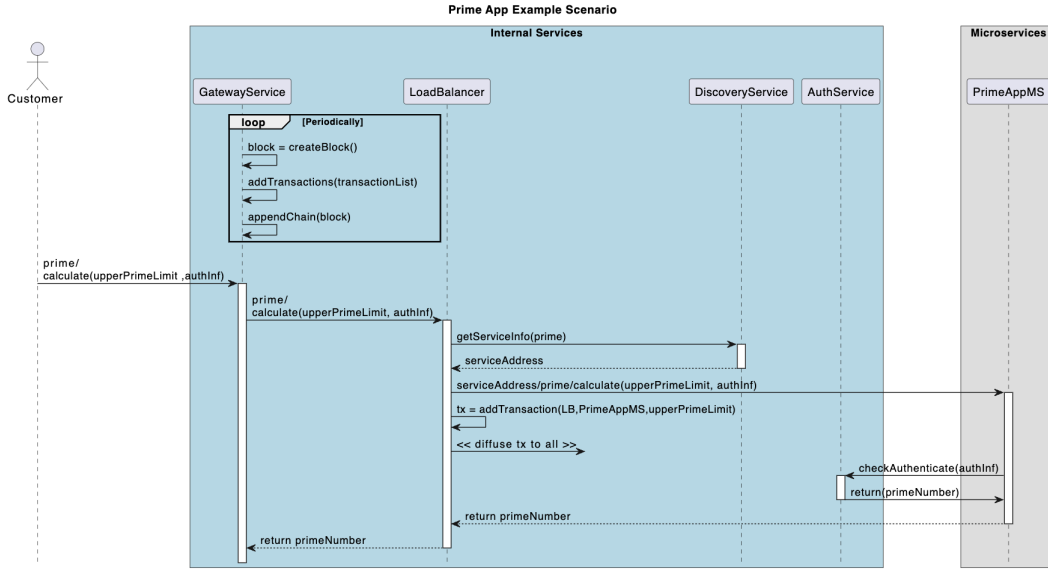 Prime App Example Scenario
Internal Services
Microservices
Customer
GatewayService
LoadBalancer
DiscoveryService
AuthService
PrimeAppMS
loop
[Periodically]
block = createBlock()
addTransactions(transactionList)
appendChain(block)
prime/
calculate(upperPrimeLimit ,authInf)
prime/
calculate(upperPrimeLimit, authInf)
getServiceInfo(prime)
serviceAddress
serviceAddress/prime/calculate(upperPrimeLimit, authInf)
tx = addTransaction(LB,PrimeAppMS,upperPrimeLimit)
<< diffuse tx to all >>
checkAuthenticate(authInf)
return(primeNumber)
return primeNumber
return primeNumber